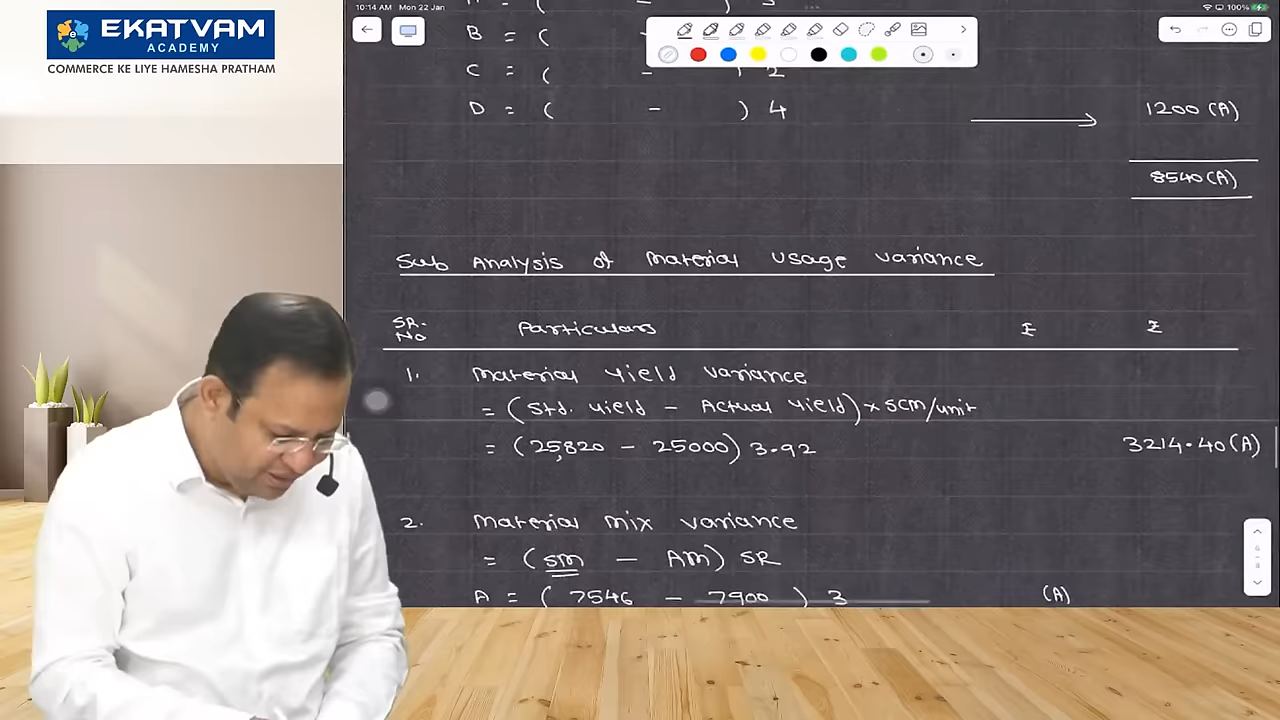 EKATVAM
ACADEMY
COMMERCE KE LIYE HAMESHA PRATHAM
10:14 AM Mon 22 Jan
100%
B = ( -
C = ( - ) 2
D = ( - ) 4 → 1200 (A)
8540 (A)
Sub Analysis of Material Usage Variance
SR. NO Particulars ₹ ₹
1. Material Yield Variance
= (Std. Yield - Actual Yield) × SCM/unit
= (25,820 - 25000) 3.92 3214.40 (A)
2. Material Mix Variance
= (SM - AM) SR
A = ( 7546 - 7900 ) 3 (A)